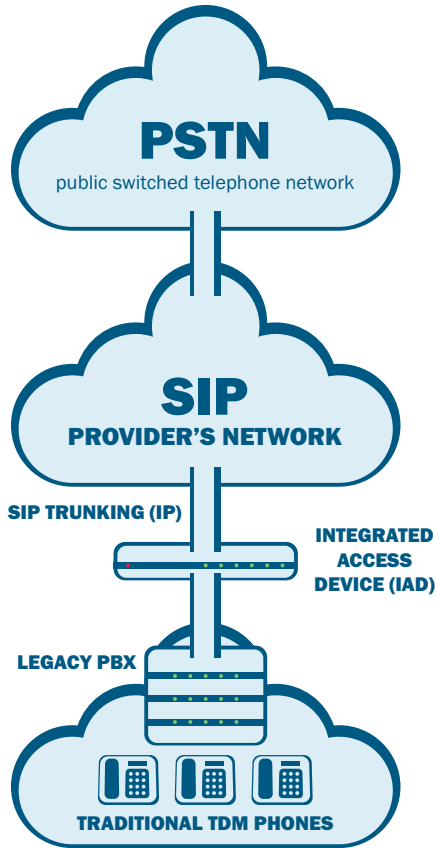 PSTN
public switched telephone network
SIP
PROVIDER'S NETWORK
SIP TRUNKING (IP)
INTEGRATED
ACCESS
DEVICE (IAD)
LEGACY PBX
TRADITIONAL TDM PHONES